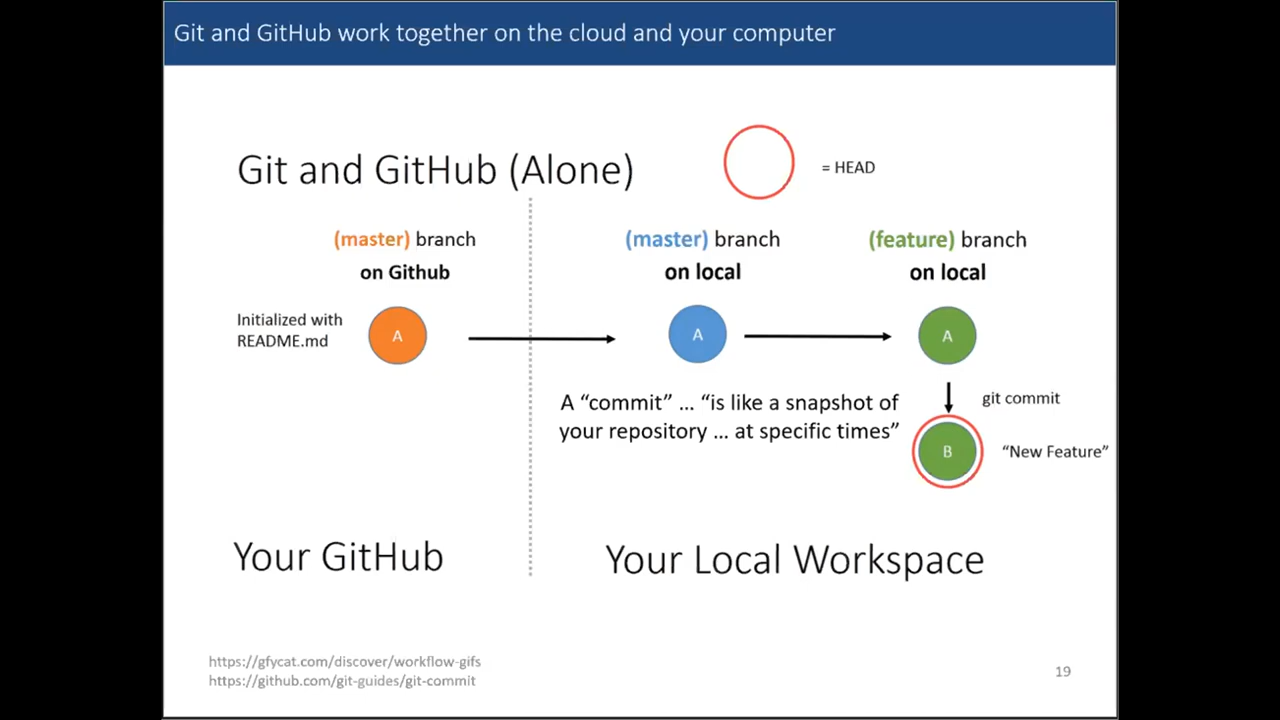 Git and GitHub work together on the cloud and your computer
Git and GitHub (Alone)
= HEAD
(master) branch
on Github
(master) branch
on local
(feature) branch
on local
Initialized with
README.md
A
A
A
A “commit” … “is like a snapshot of
your repository … at specific times”
git commit
B
“New Feature”
Your GitHub
Your Local Workspace
https://gfycat.com/discover/workflow-gifs
https://github.com/git-guides/git-commit
19